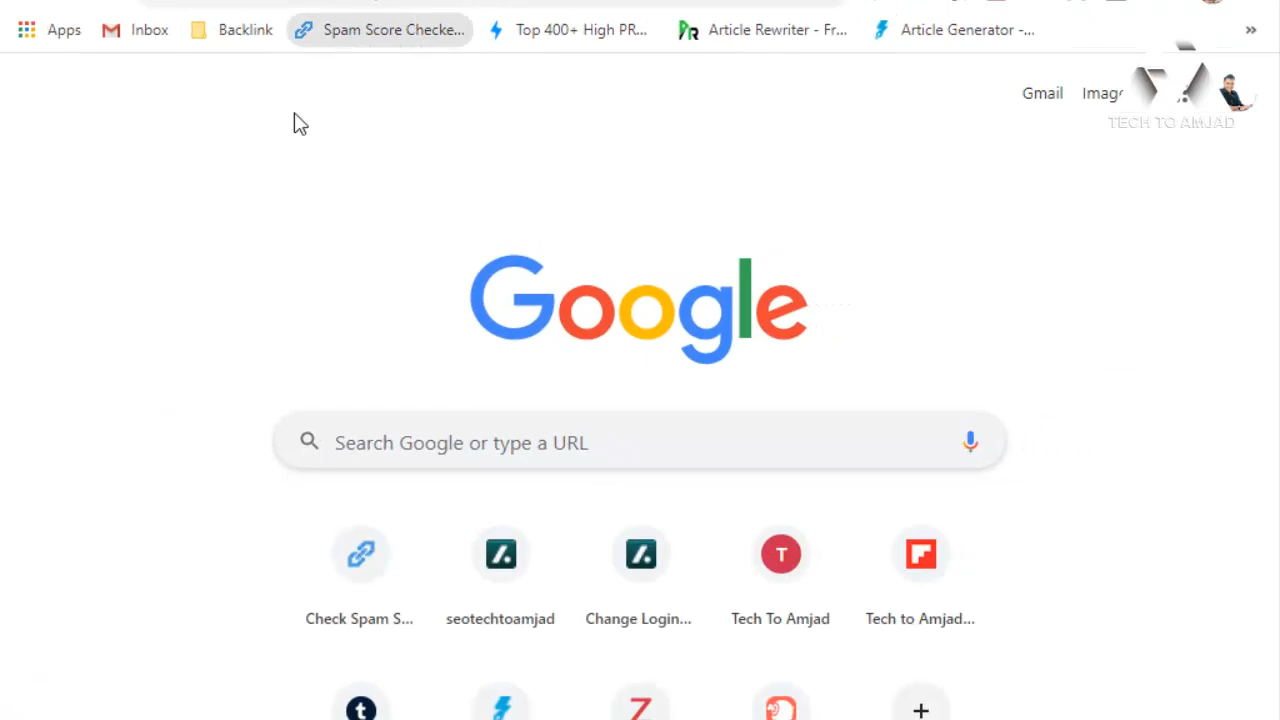 Apps Inbox Backlink Spam Score Checke... Top 400+ High PR... Article Rewriter - Fr... Article Generator -... »
Gmail Image
TECH TO AMJAD
Google
Search Google or type a URL
T
Check Spam S... seotechtoamjad Change Login... Tech To Amjad Tech to Amjad...
t Z